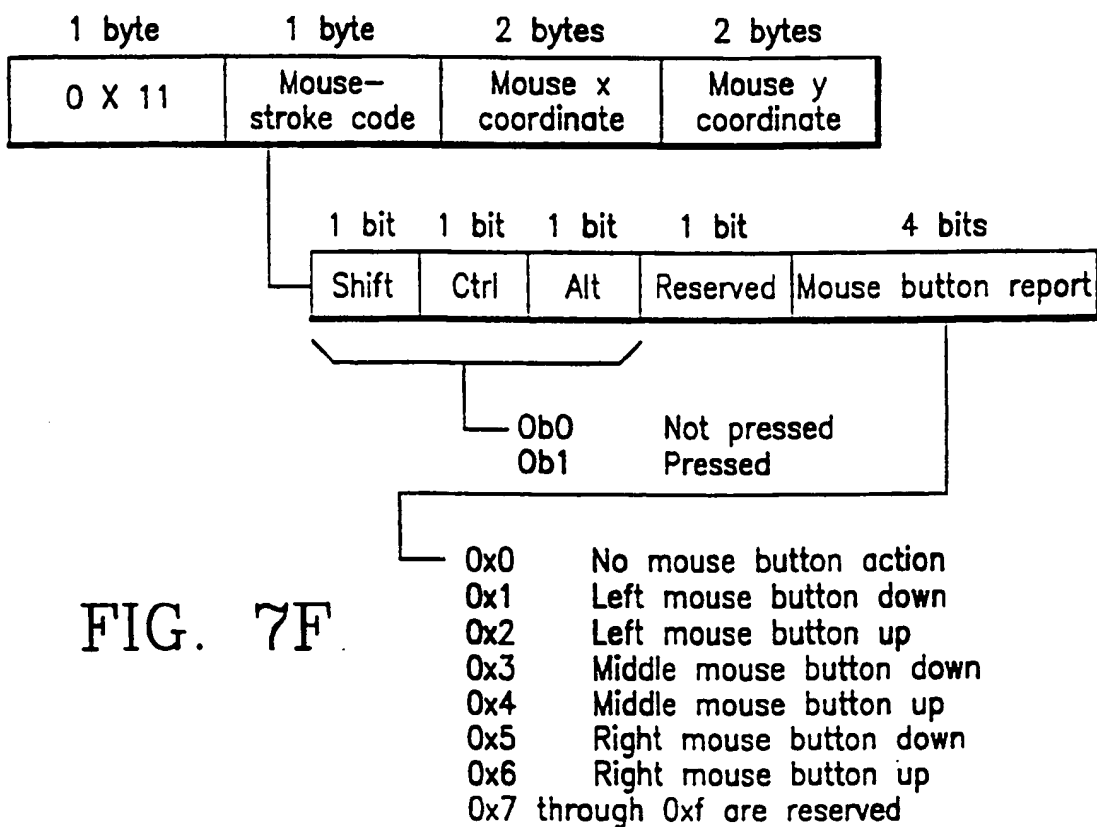 1 byte 1 byte 2 bytes 2 bytes
0 X 11 Mouse- Mouse x Mouse y
stroke code coordinate coordinate
1 bit 1 bit 1 bit 1 bit 4 bits
Shift Ctrl Alt Reserved Mouse button report
0b0 Not pressed
0b1 Pressed
0x0 No mouse button action
0x1 Left mouse button down
0x2 Left mouse button up
0x3 Middle mouse button down
0x4 Middle mouse button up
0x5 Right mouse button down
0x6 Right mouse button up
0x7 through 0xf are reserved
FIG. 7F